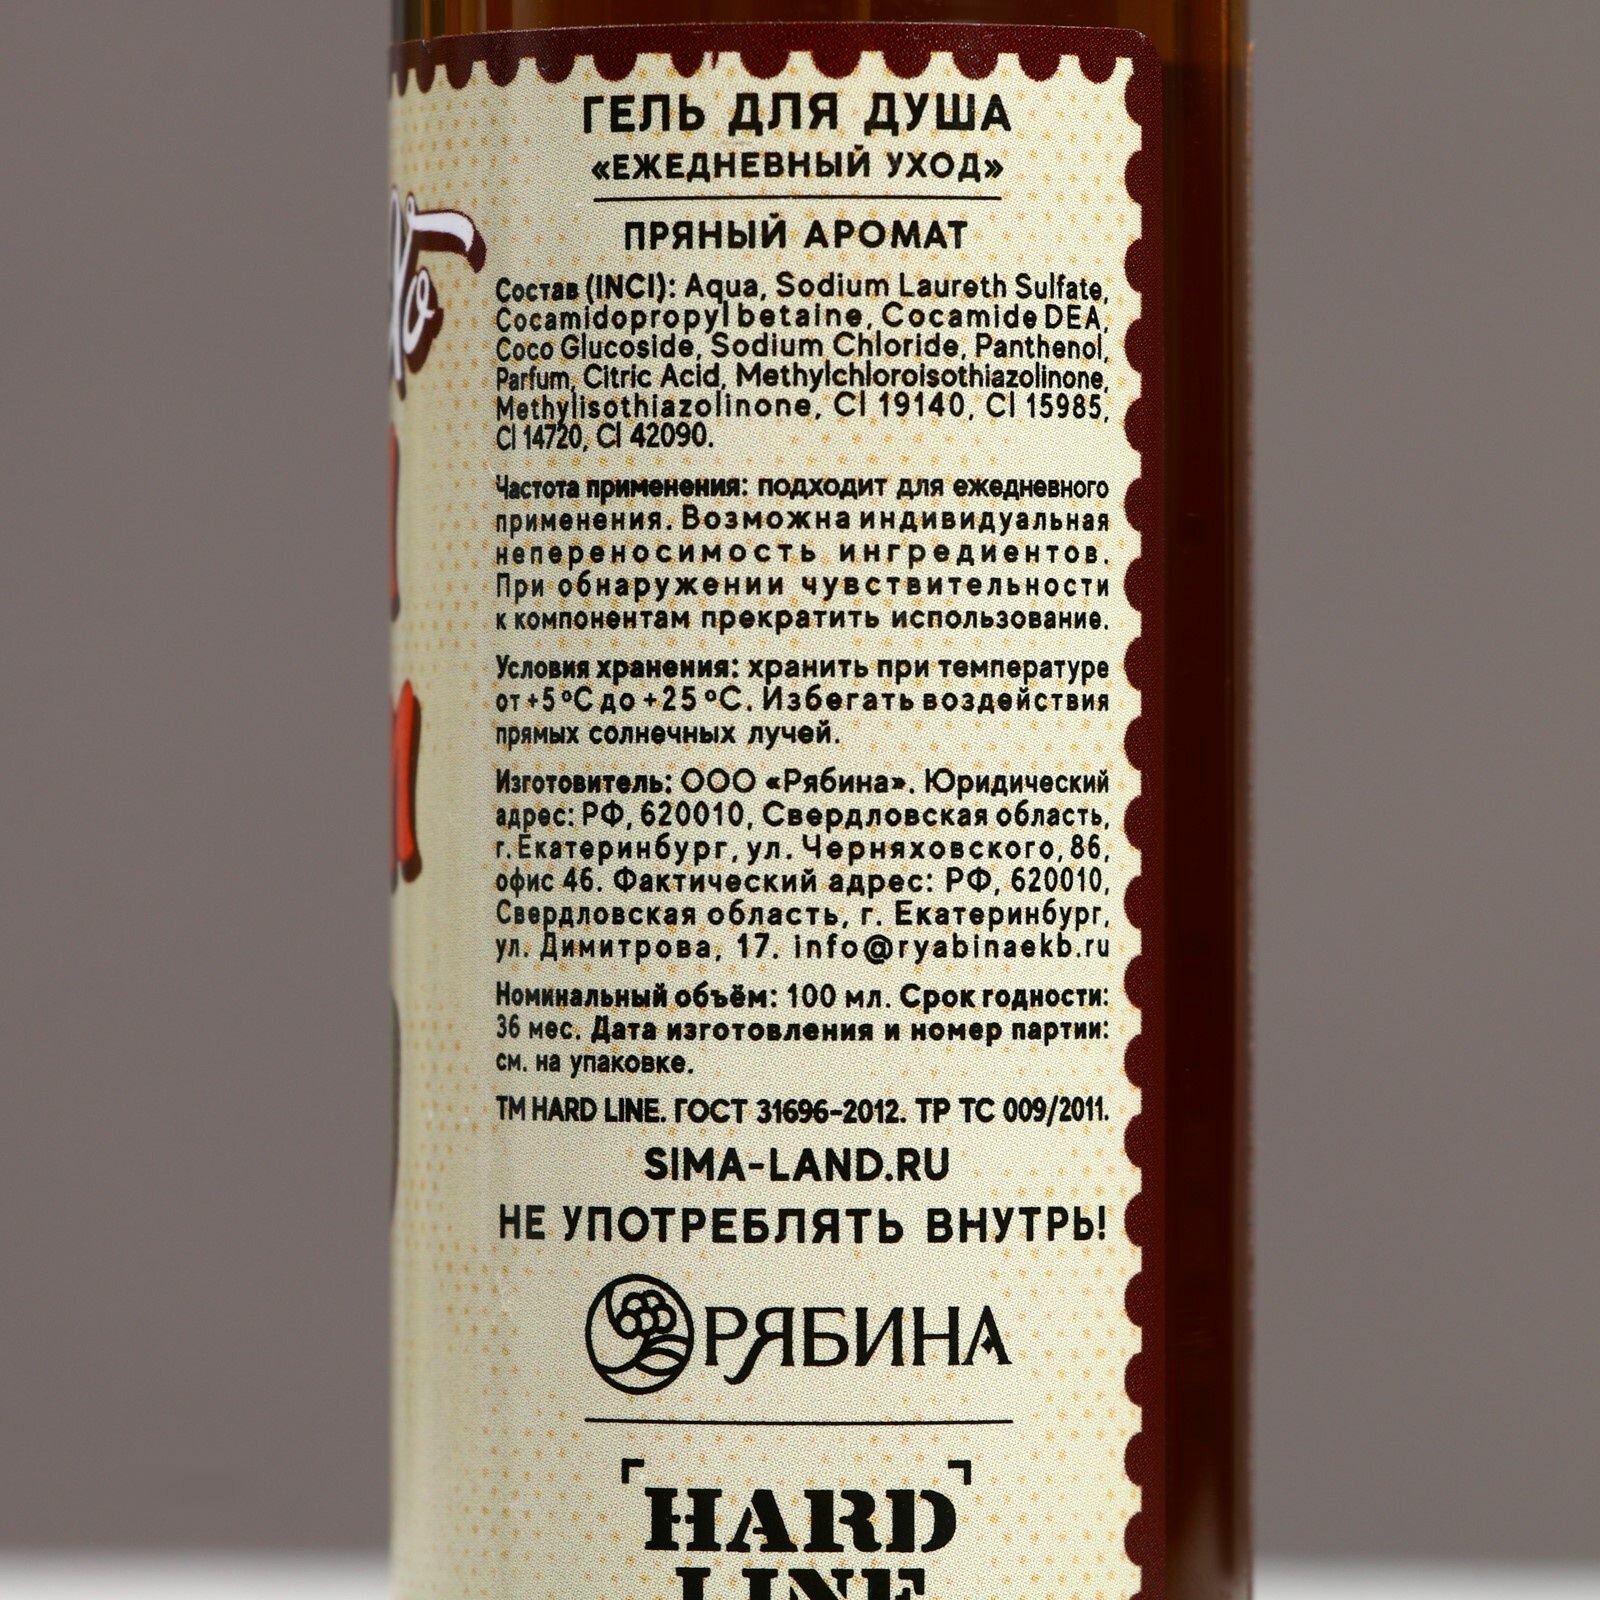 ГЕЛЬ ДЛЯ ДУША
«ЕЖЕДНЕВНЫЙ УХОД»
ПРЯНЫЙ АРОМАТ
Состав (INCI): Aqua, Sodium Laureth Sulfate,
Cocamidopropyl betaine, Cocamide DEA,
Coco Glucoside, Sodium Chloride, Panthenol,
Parfum, Citric Acid, Methylchloroisothiazolinone,
Methylisothiazolinone, CI 19140, CI 15985,
CI 14720, CI 42090.
Частота применения: подходит для ежедневного
применения. Возможна индивидуальная
непереносимость ингредиентов.
При обнаружении чувствительности
к компонентам прекратить использование.
Условия хранения: хранить при температуре
от +5 °C до +25 °C. Избегать воздействия
прямых солнечных лучей.
Изготовитель: ООО «Рябина». Юридический
адрес: РФ, 620010, Свердловская область,
г. Екатеринбург, ул. Черняховского, 86,
офис 46. Фактический адрес: РФ, 620010,
Свердловская область, г. Екатеринбург,
ул. Димитрова, 17. info@ryabinaekb.ru
Номинальный объём: 100 мл. Срок годности:
36 мес. Дата изготовления и номер партии:
см. на упаковке.
ТМ HARD LINE. ГОСТ 31696-2012. ТР ТС 009/2011.
SIMA-LAND.RU
НЕ УПОТРЕБЛЯТЬ ВНУТРЬ!
РЯБИНА
HARD
LINE